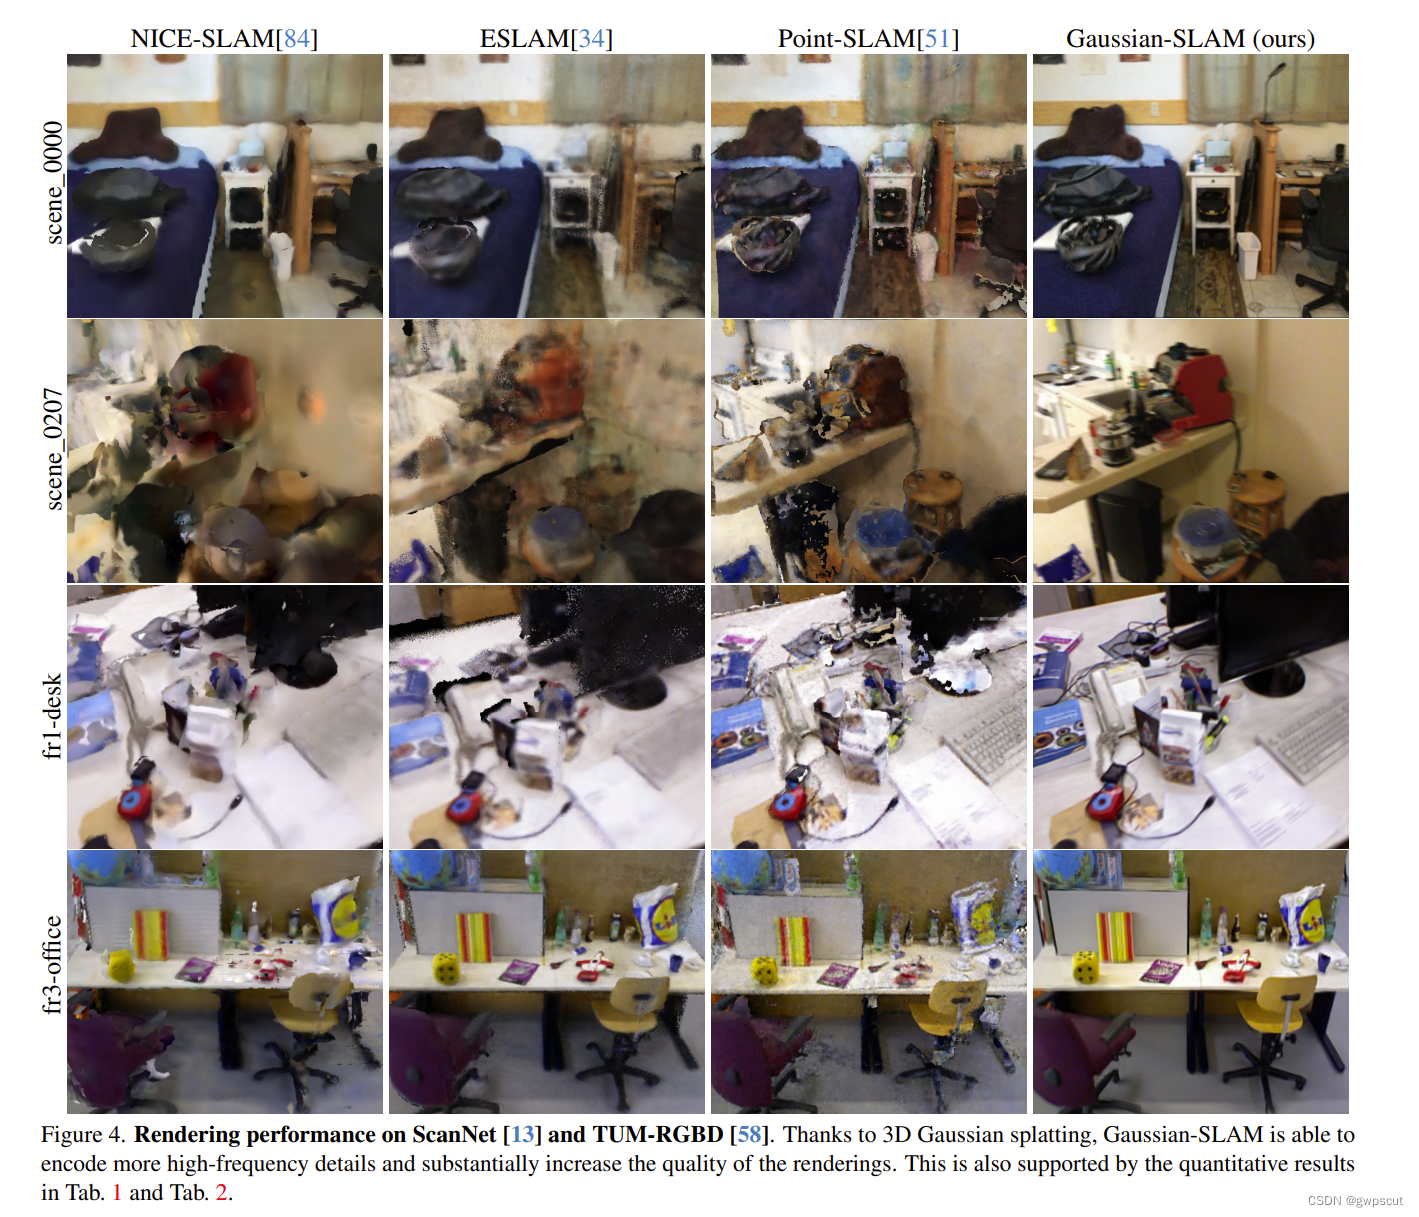 NICE-SLAM[84] ESLAM[34] Point-SLAM[51] Gaussian-SLAM (ours)
scene_0000
scene_0207
fr1-desk
fr3-office
Figure 4. Rendering performance on ScanNet [13] and TUM-RGBD [58]. Thanks to 3D Gaussian splatting, Gaussian-SLAM is able to
encode more high-frequency details and substantially increase the quality of the renderings. This is also supported by the quantitative results
in Tab. 1 and Tab. 2.
CSDN @gwpscut